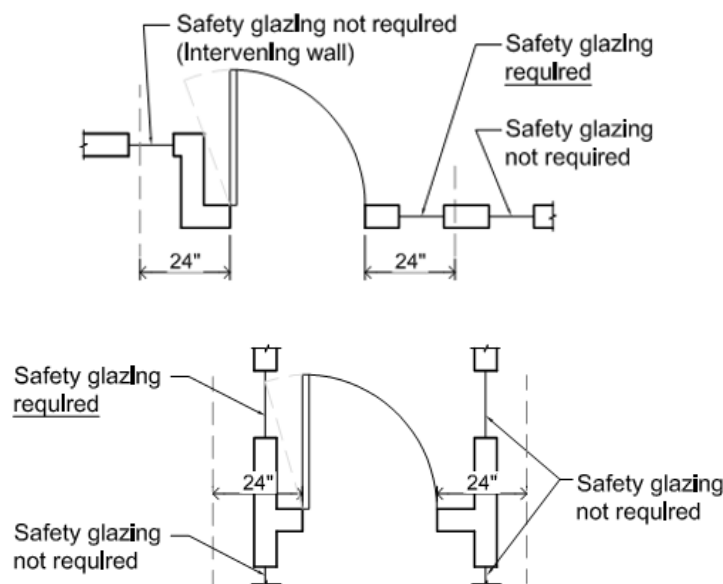 Safety glazing not required
(Intervening wall)
Safety glazing
required
Safety glazing
not required
24"
24"
Safety glazing
required
24"
24"
Safety glazing
not required
Safety glazing
not required